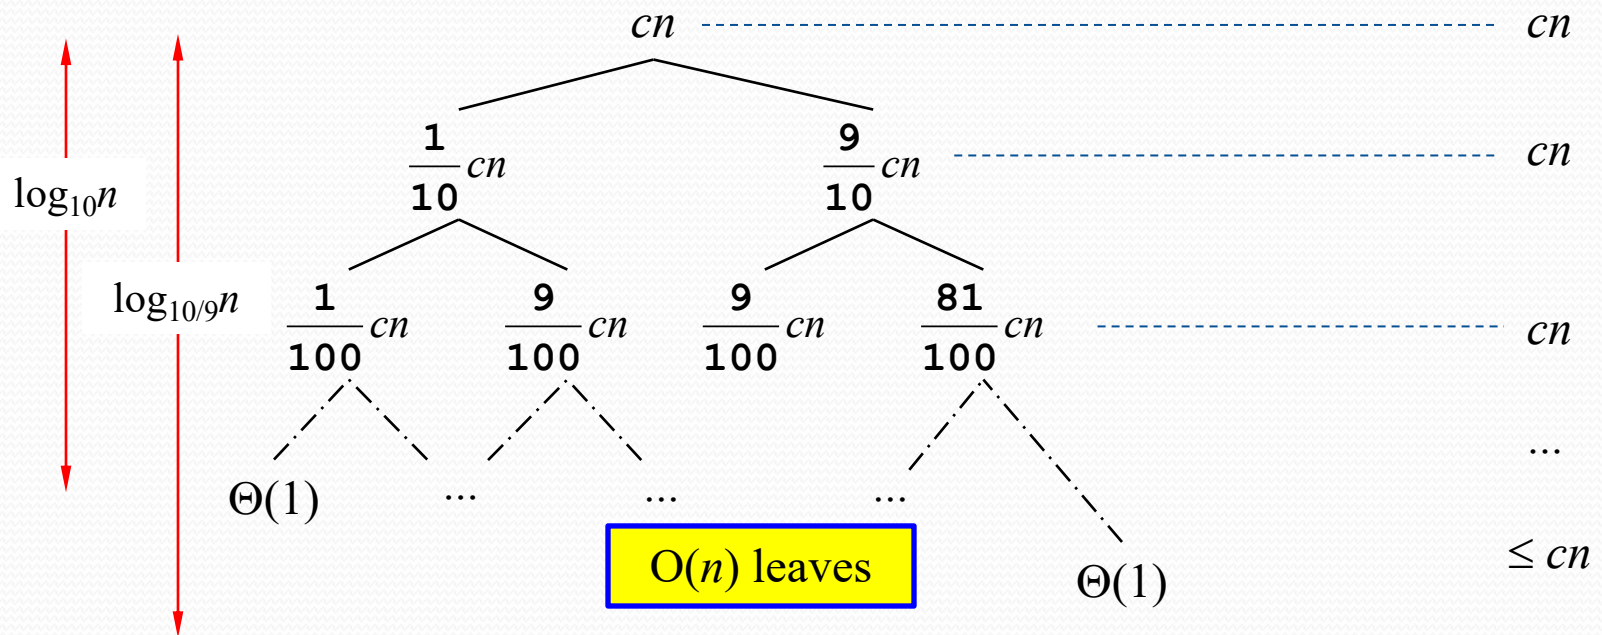 cn cn
1/10 cn 9/10 cn cn
log₁₀n
log₁₀/₉n
1/100 cn 9/100 cn 9/100 cn 81/100 cn cn
...
Θ(1) ... ... ...
O(n) leaves
Θ(1)
≤ cn